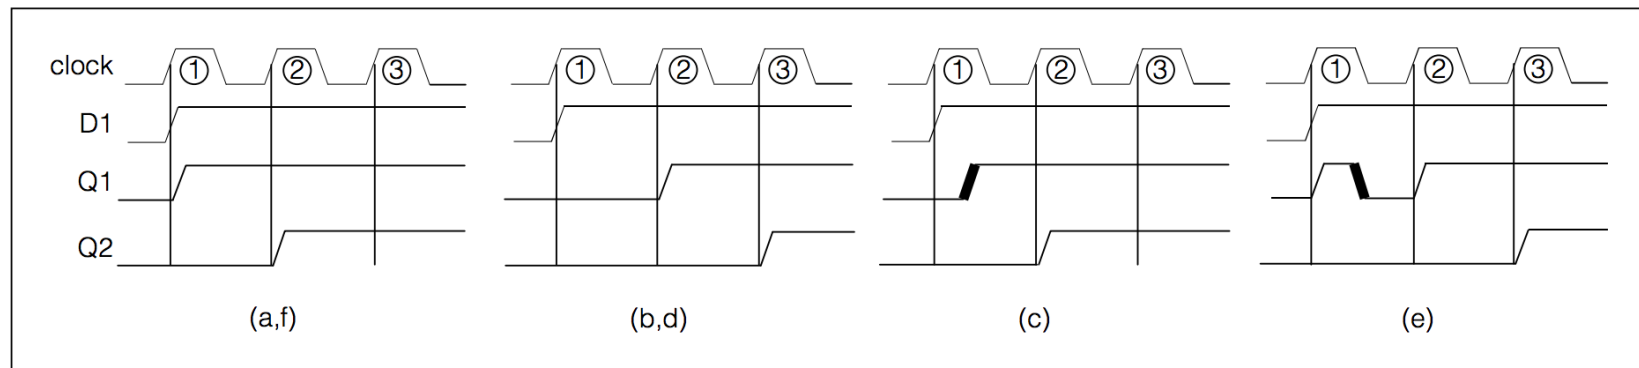 clock ① ② ③ ① ② ③ ① ② ③ ① ② ③
D1
Q1
Q2
(a,f) (b,d) (c) (e)